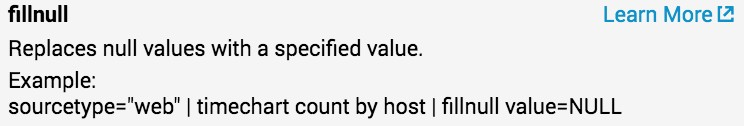 fillnull
Learn More
Replaces null values with a specified value.
Example:
sourcetype="web" | timechart count by host | fillnull value=NULL